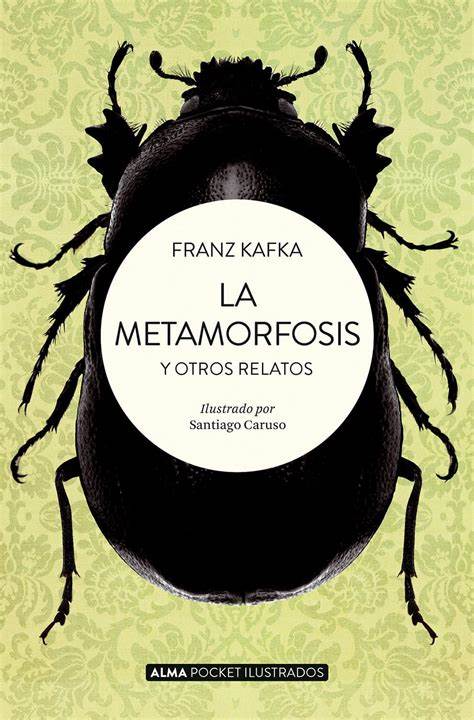 FRANZ KAFKA
LA
METAMORFOSIS
Y OTROS RELATOS
Ilustrado por
Santiago Caruso
ALMA POCKET ILUSTRADOS